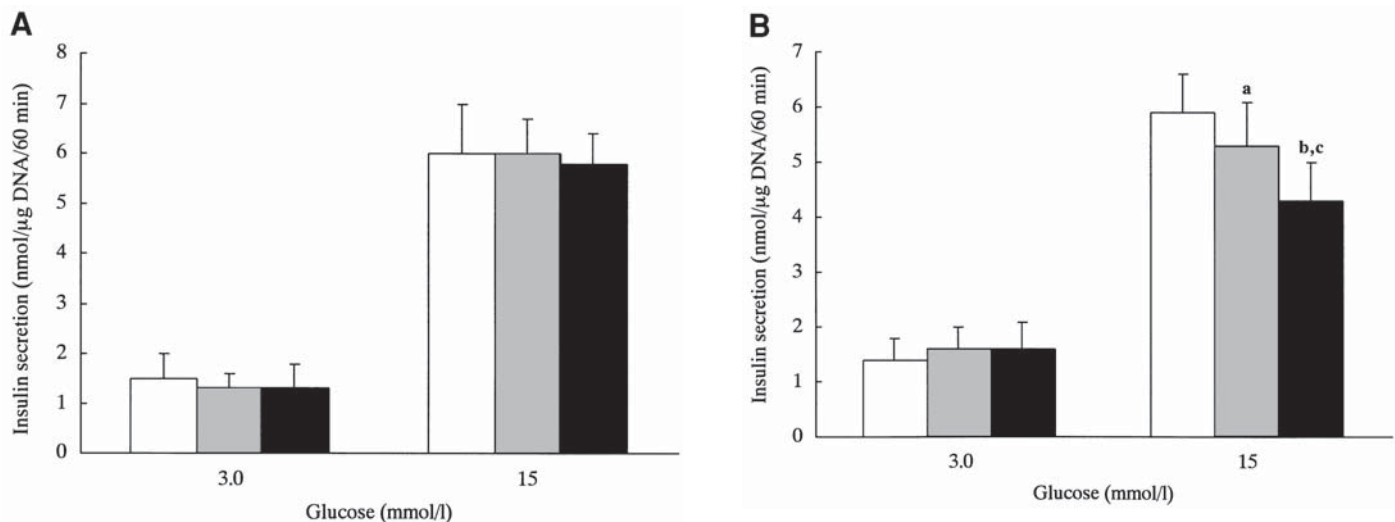 A
Insulin secretion (nmol/µg DNA/60 min)
8
7
6
5
4
3
2
1
0
3.0
15
Glucose (mmol/l)
B
Insulin secretion (nmol/µg DNA/60 min)
7
6
5
4
3
2
1
0
a
b,c
3.0
15
Glucose (mmol/l)